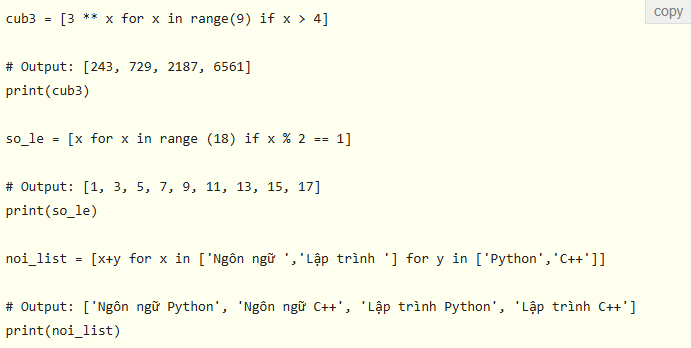 copy
cub3 = [3 ** x for x in range(9) if x > 4]
# Output: [243, 729, 2187, 6561]
print(cub3)
so_le = [x for x in range (18) if x % 2 == 1]
# Output: [1, 3, 5, 7, 9, 11, 13, 15, 17]
print(so_le)
noi_list = [x+y for x in ['Ngôn ngữ ','Lập trình '] for y in ['Python','C++']]
# Output: ['Ngôn ngữ Python', 'Ngôn ngữ C++', 'Lập trình Python', 'Lập trình C++']
print(noi_list)